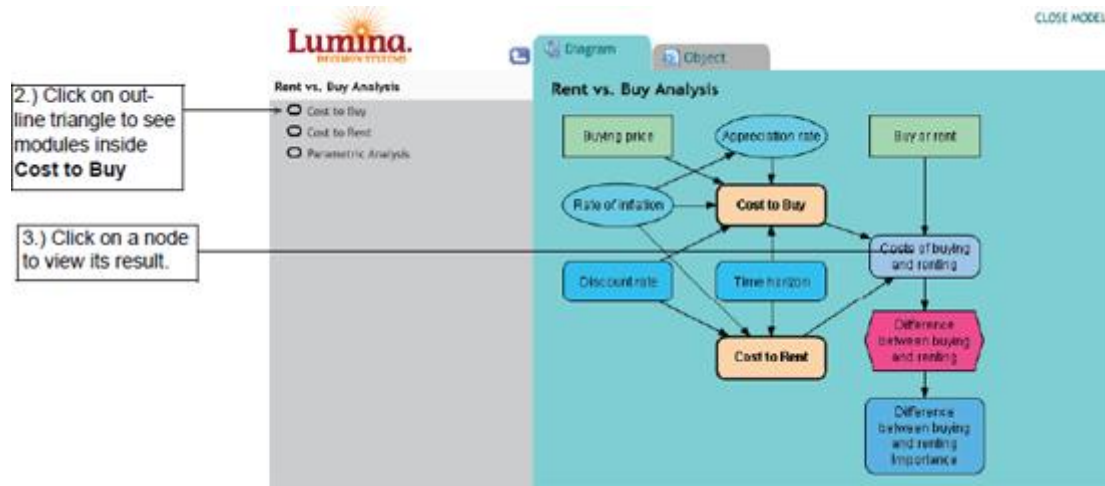 CLOSE MODEL
Lumina.
DECISION SYSTEMS
Diagram
Object
Rent vs. Buy Analysis
Cost to Buy
Cost to Rent
Parametric Analysis
2.) Click on out-
line triangle to see
modules inside
Cost to Buy
3.) Click on a node
to view its result.
Rent vs. Buy Analysis
Buying price
Appreciation rate
Buy or rent
Rate of inflation
Cost to Buy
Costs of buying
and renting
Discount rate
Time horizon
Difference
between buying
and renting
Cost to Rent
Difference
between buying
and renting
Importance